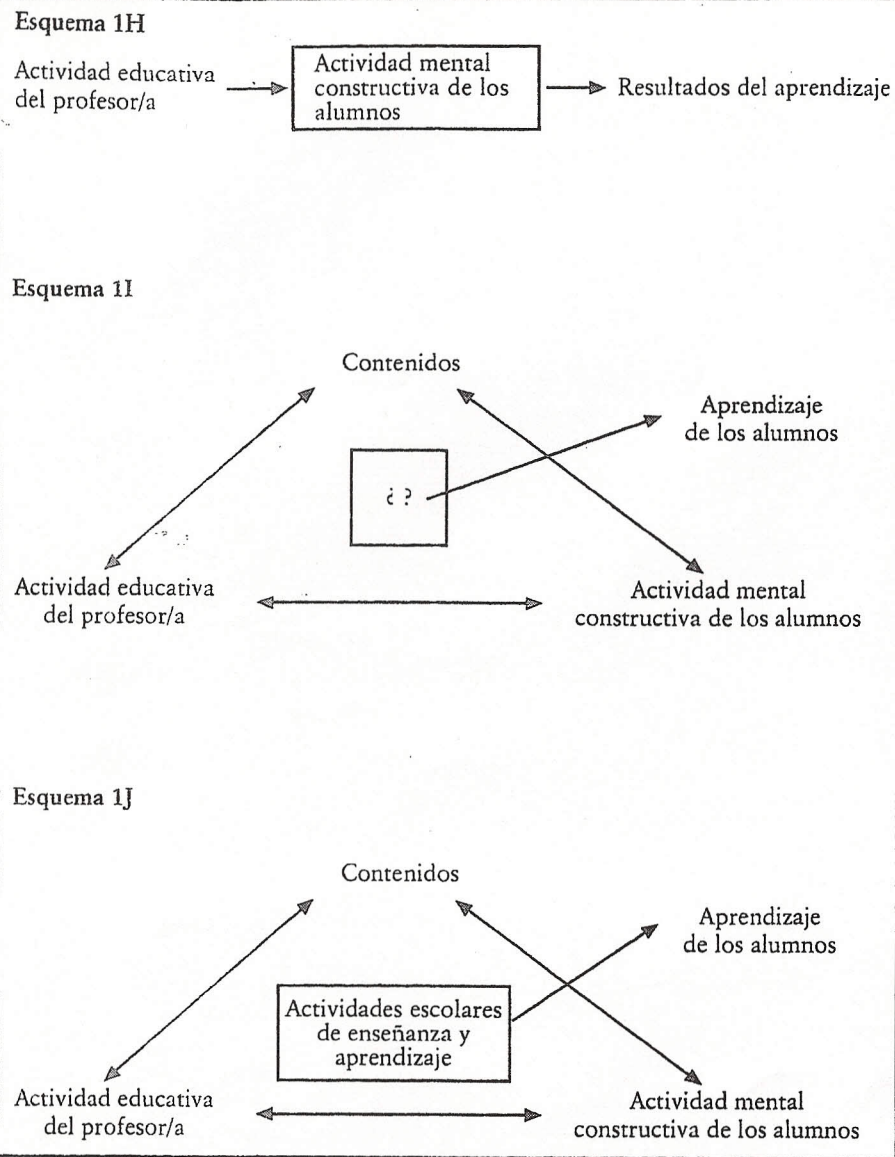 Esquema 1H
Actividad educativa
del profesor/a
Actividad mental
constructiva de los
alumnos
Resultados del aprendizaje
Esquema 1I
Contenidos
Aprendizaje
de los alumnos
¿ ?
Actividad educativa
del profesor/a
Actividad mental
constructiva de los alumnos
Esquema 1J
Contenidos
Aprendizaje
de los alumnos
Actividades escolares
de enseñanza y
aprendizaje
Actividad educativa
del profesor/a
Actividad mental
constructiva de los alumnos